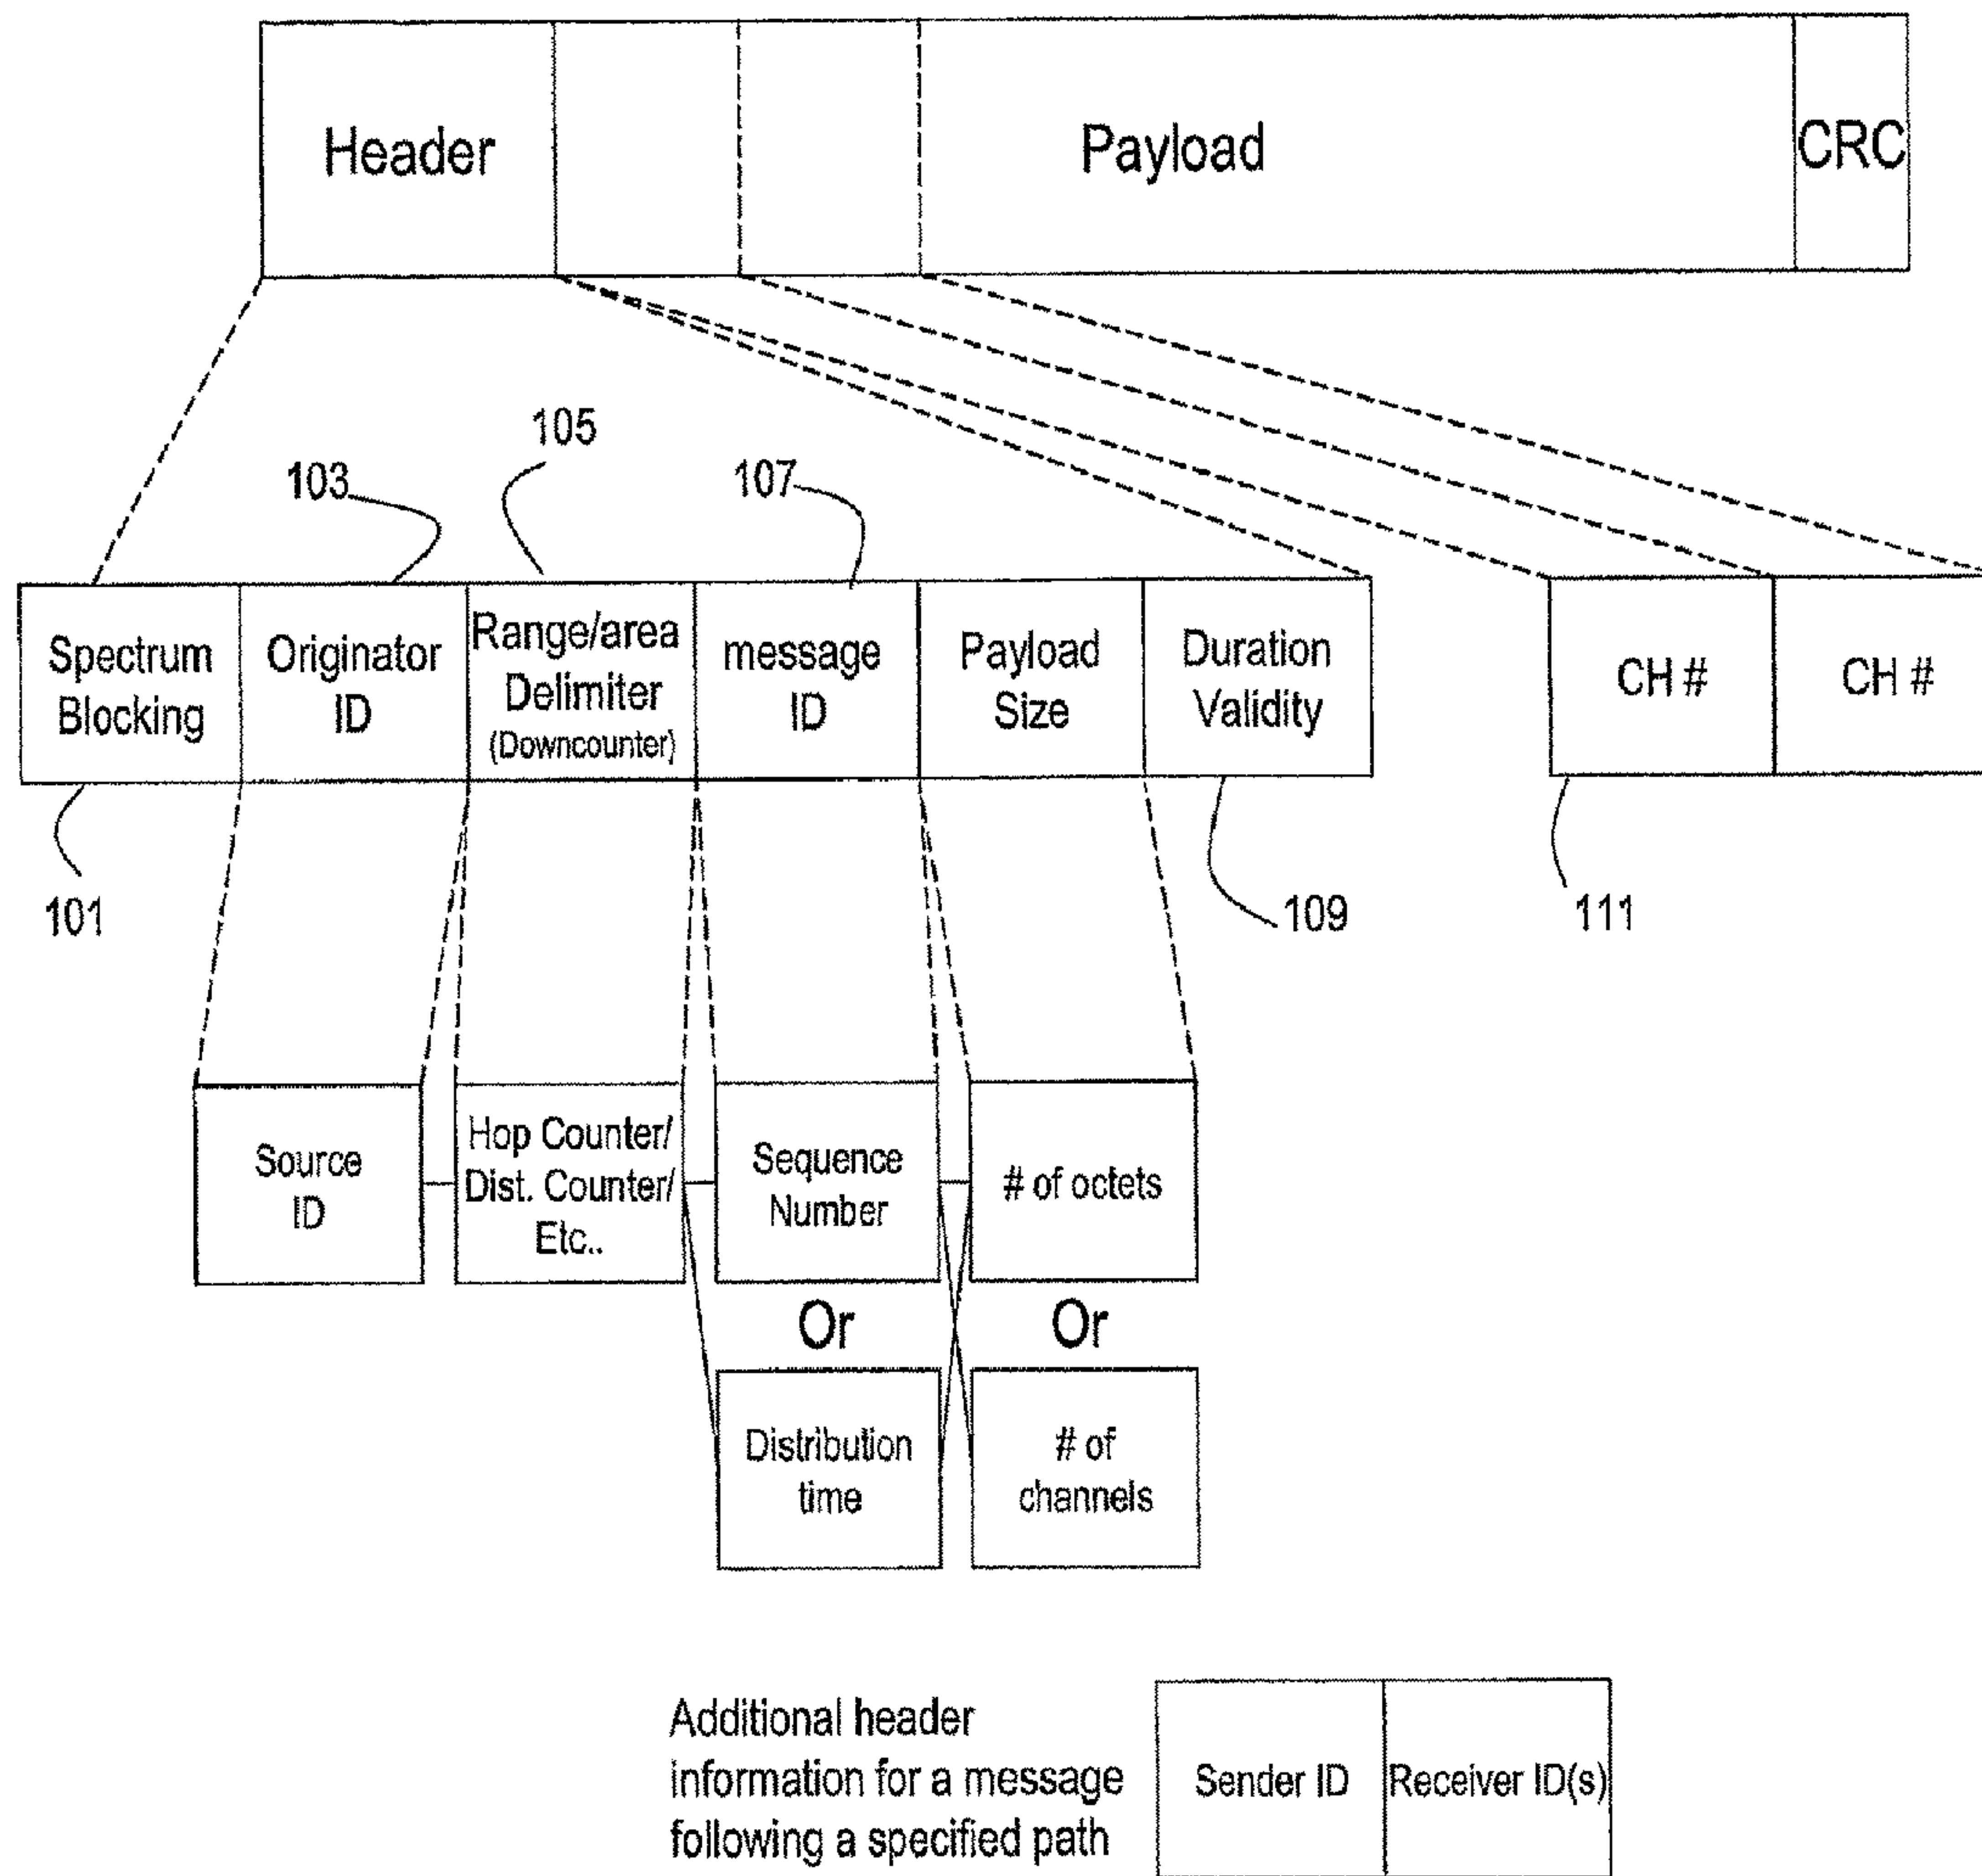 Header
Payload
CRC
105
103
107
Spectrum
Blocking
Originator
ID
Range/area
Delimiter
(Downcounter)
message
ID
Payload
Size
Duration
Validity
CH #
CH #
101
109
111
Source
ID
Hop Counter/
Dist. Counter/
Etc..
Sequence
Number
# of octets
Or
Or
Distribution
time
# of
channels
Additional header
information for a message
following a specified path
Sender ID
Receiver ID(s)